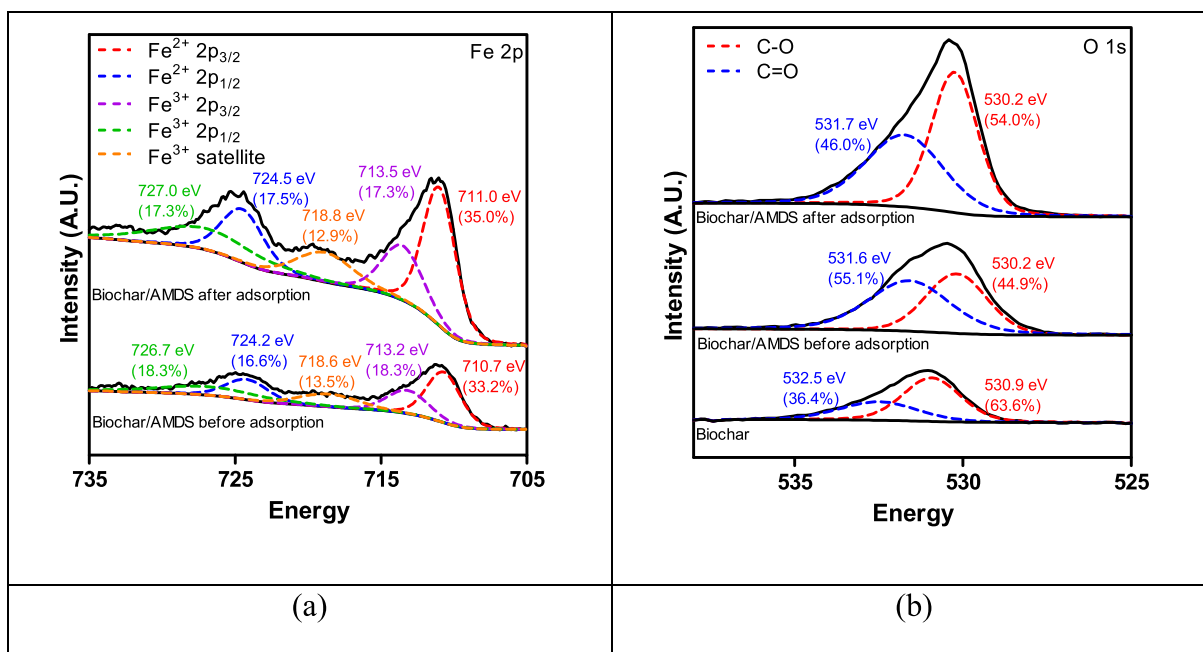 Fe²⁺ 2p₃/₂
Fe²⁺ 2p₁/₂
Fe³⁺ 2p₃/₂
Fe³⁺ 2p₁/₂
Fe³⁺ satellite
Fe 2p
727.0 eV
(17.3%)
724.5 eV
(17.5%)
718.8 eV
(12.9%)
713.5 eV
(17.3%)
711.0 eV
(35.0%)
Biochar/AMDS after adsorption
726.7 eV
(18.3%)
724.2 eV
(16.6%)
718.6 eV
(13.5%)
713.2 eV
(18.3%)
710.7 eV
(33.2%)
Biochar/AMDS before adsorption
Intensity (A.U.)
735
725
715
705
Energy
(a)
C-O
C=O
O 1s
531.7 eV
(46.0%)
530.2 eV
(54.0%)
Biochar/AMDS after adsorption
531.6 eV
(55.1%)
530.2 eV
(44.9%)
Biochar/AMDS before adsorption
532.5 eV
(36.4%)
530.9 eV
(63.6%)
Biochar
Intensity (A.U.)
535
530
525
Energy
(b)